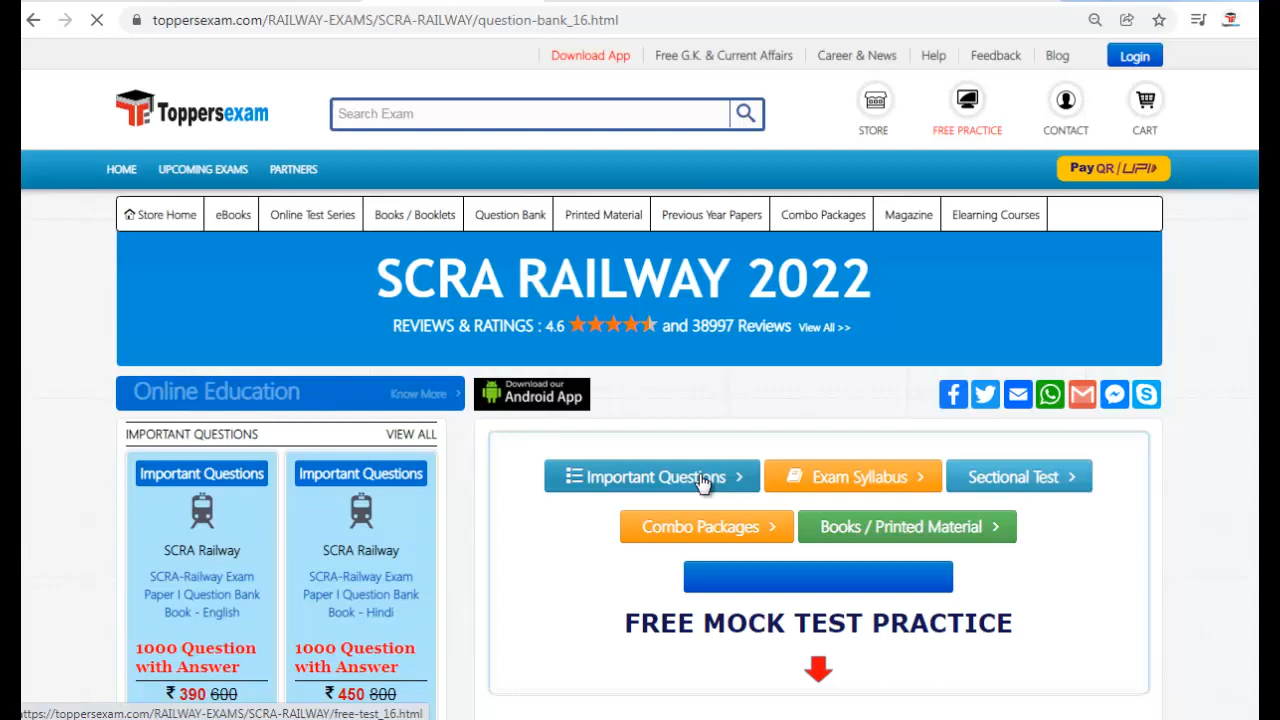 toppersexam.com/RAILWAY-EXAMS/SCRA-RAILWAY/question-bank_16.html
Download App Free G.K. & Current Affairs Career & News Help Feedback Blog Login
Toppersexam
Search Exam
STORE FREE PRACTICE CONTACT CART
HOME UPCOMING EXAMS PARTNERS
Pay QR / UPI
Store Home eBooks Online Test Series Books / Booklets Question Bank Printed Material Previous Year Papers Combo Packages Magazine Elearning Courses
SCRA RAILWAY 2022
REVIEWS & RATINGS : 4.6 and 38997 Reviews View All >>
Online Education Know More >
Download our
Android App
IMPORTANT QUESTIONS VIEW ALL
Important Questions > Exam Syllabus > Sectional Test >
Combo Packages > Books / Printed Material >
FREE MOCK TEST PRACTICE
Important Questions
SCRA Railway
SCRA-Railway Exam
Paper I Question Bank
Book - English
1000 Question
with Answer
₹ 390 600
Important Questions
SCRA Railway
SCRA-Railway Exam
Paper I Question Bank
Book - Hindi
1000 Question
with Answer
₹ 450 800
https://toppersexam.com/RAILWAY-EXAMS/SCRA-RAILWAY/free-test_16.html